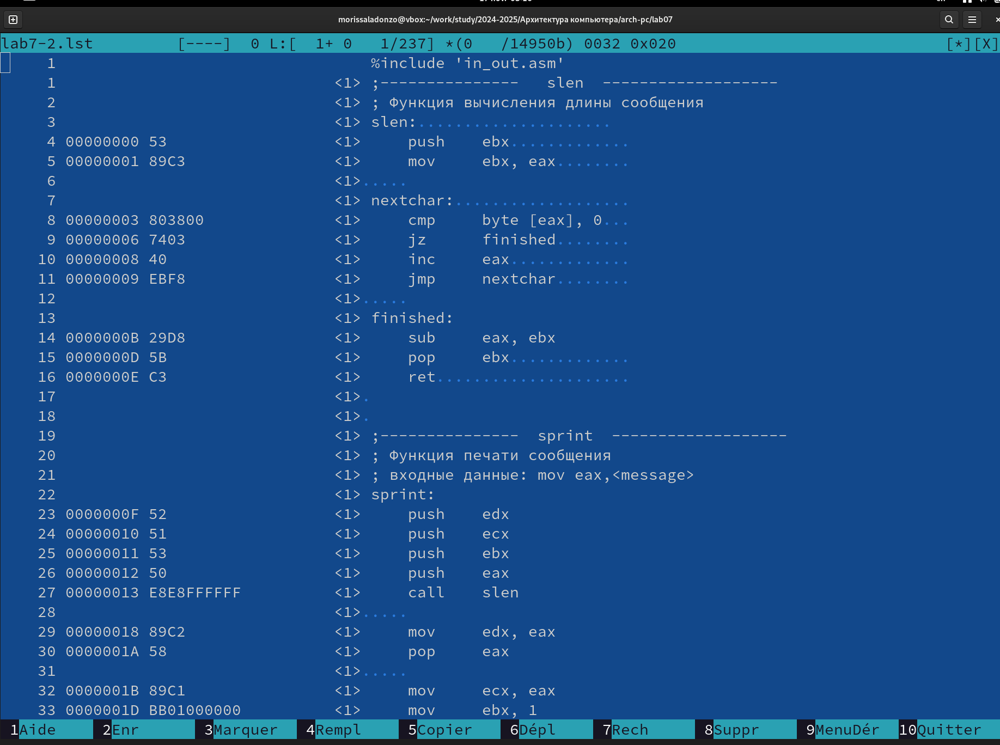 morissaladonzo@vbox:~/work/study/2024-2025/Архитектура компьютера/arch-pc/lab07
lab7-2.lst [----] 0 L:[ 1+ 0 1/237] *(0 /14950b) 0032 0x020 [*][X]
1 %include 'in_out.asm'
1 <1> ;--------------- slen -------------------
2 <1> ; Функция вычисления длины сообщения
3 <1> slen:.....................
4 00000000 53 <1> push ebx.............
5 00000001 89C3 <1> mov ebx, eax........
6 <1>.....
7 <1> nextchar:...................
8 00000003 803800 <1> cmp byte [eax], 0...
9 00000006 7403 <1> jz finished........
10 00000008 40 <1> inc eax.............
11 00000009 EBF8 <1> jmp nextchar........
12 <1>.....
13 <1> finished:
14 0000000B 29D8 <1> sub eax, ebx
15 0000000D 5B <1> pop ebx.............
16 0000000E C3 <1> ret.....................
17 <1>.
18 <1>.
19 <1> ;--------------- sprint -------------------
20 <1> ; Функция печати сообщения
21 <1> ; входные данные: mov eax,<message>
22 <1> sprint:
23 0000000F 52 <1> push edx
24 00000010 51 <1> push ecx
25 00000011 53 <1> push ebx
26 00000012 50 <1> push eax
27 00000013 E8E8FFFFFF <1> call slen
28 <1>.....
29 00000018 89C2 <1> mov edx, eax
30 0000001A 58 <1> pop eax
31 <1>.....
32 0000001B 89C1 <1> mov ecx, eax
33 0000001D BB01000000 <1> mov ebx, 1
1Aide 2Enr 3Marquer 4Rempl 5Copier 6Dépl 7Rech 8Suppr 9MenuDér 10Quitter